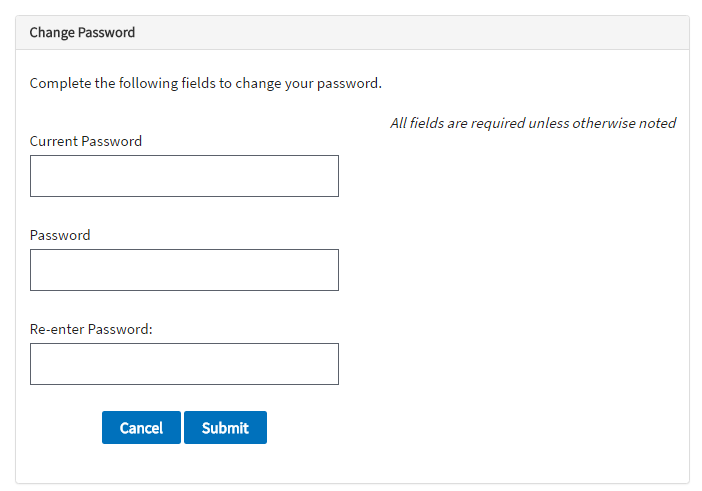 Change Password
Complete the following fields to change your password.
All fields are required unless otherwise noted
Current Password
Password
Re-enter Password:
Cancel Submit